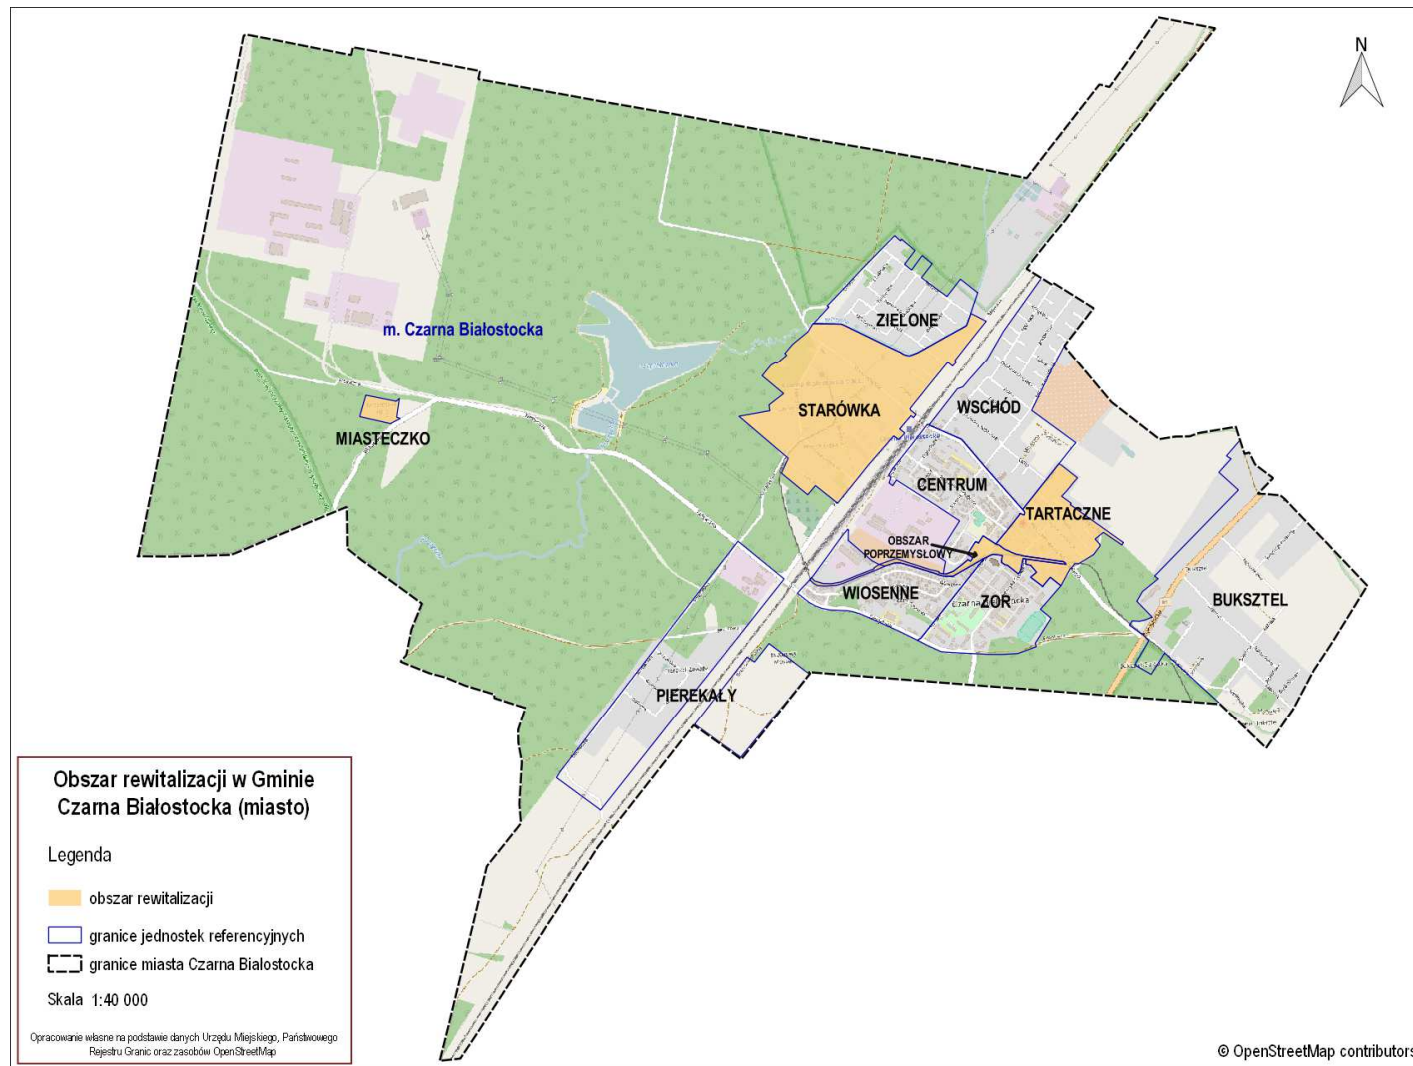 N
m. Czarna Białostocka
ZIELONE
STARÓWKA
WSCHÓD
MIASTECZKO
CENTRUM
TARTACZNE
OBSZAR
POPRZEMYSŁOWY
WIOSENNE
ZOR
BUKSZTEL
PIEREKAŁY
Obszar rewitalizacji w Gminie
Czarna Białostocka (miasto)
Legenda
obszar rewitalizacji
granice jednostek referencyjnych
granice miasta Czarna Białostocka
Skala 1:40 000
Opracowanie własne na podstawie danych Urzędu Miejskiego, Państwowego
Rejestru Granic oraz zasobów OpenStreetMap
© OpenStreetMap contributors